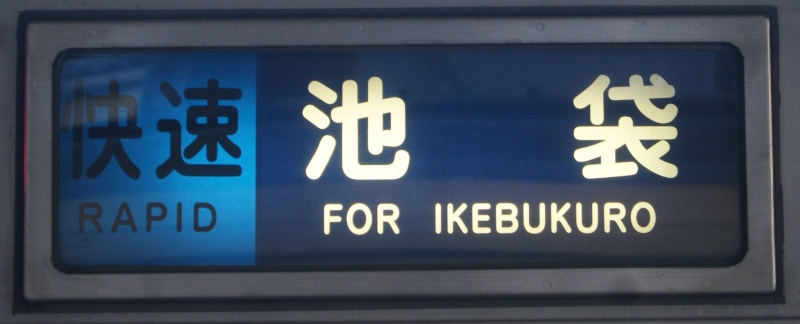 快速 池袋
RAPID FOR IKEBUKURO